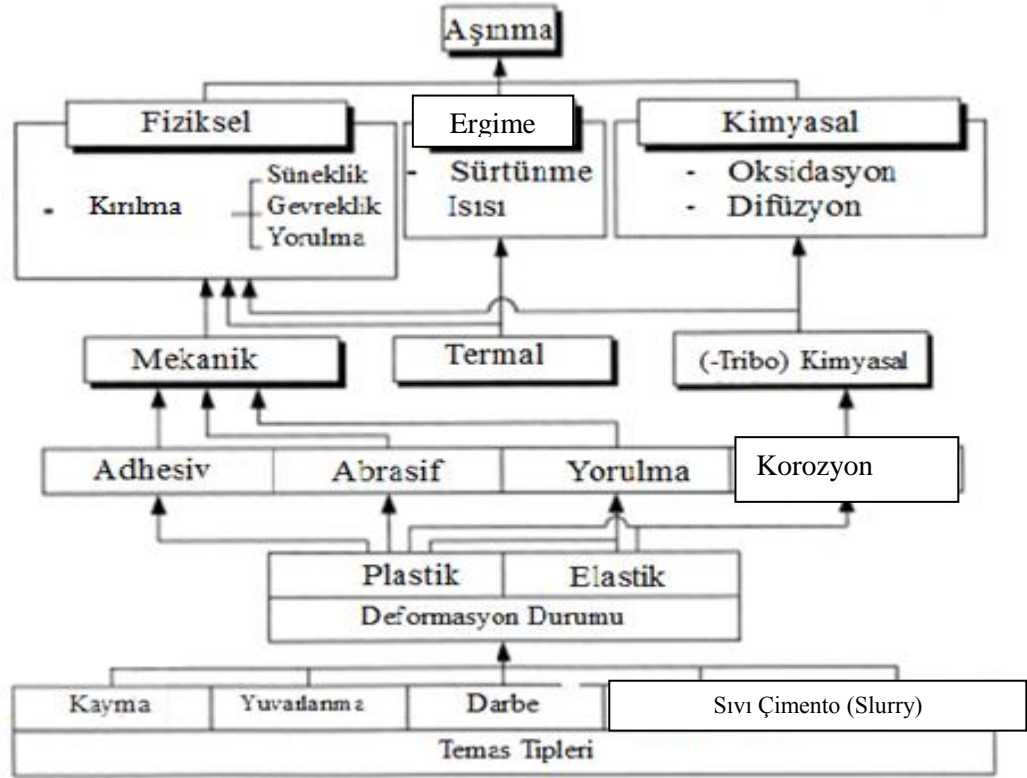 Aşınma
Fiziksel
Ergime
Kimyasal
- Kırılma
Süneklik
Gevreklik
Yorulma
- Sürtünme
Isısı
- Oksidasyon
- Difüzyon
Mekanik
Termal
(-Tribo) Kimyasal
Adhesiv
Abrasif
Yorulma
Korozyon
Plastik
Elastik
Deformasyon Durumu
Kayma
Yuvarlanma
Darbe
Sıvı Çimento (Slurry)
Temas Tipleri